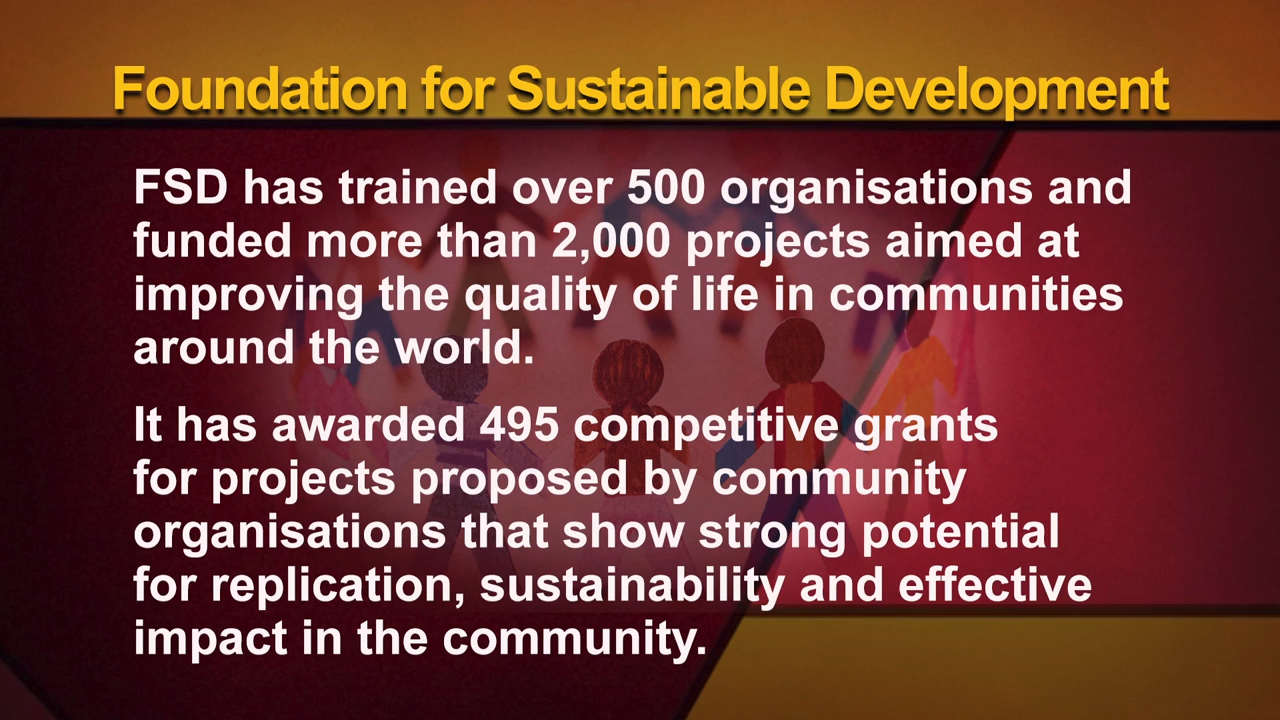 Foundation for Sustainable Development
FSD has trained over 500 organisations and
funded more than 2,000 projects aimed at
improving the quality of life in communities
around the world.
It has awarded 495 competitive grants
for projects proposed by community
organisations that show strong potential
for replication, sustainability and effective
impact in the community.